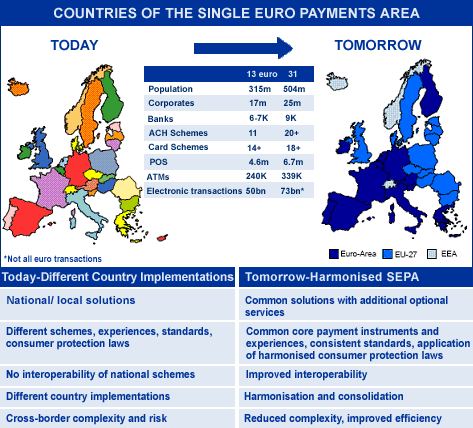 COUNTRIES OF THE SINGLE EURO PAYMENTS AREA
TODAY
TOMORROW
13 euro 31
Population 315m 504m
Corporates 17m 25m
Banks 6-7K 9K
ACH Schemes 11 20+
Card Schemes 14+ 18+
POS 4.6m 6.7m
ATMs 240K 339K
Electronic transactions 50bn 73bn*
*Not all euro transactions
Euro-Area EU-27 EEA
Today-Different Country Implementations
Tomorrow-Harmonised SEPA
National/ local solutions
Common solutions with additional optional
services
Different schemes, experiences, standards,
consumer protection laws
Common core payment instruments and
experiences, consistent standards, application
of harmonised consumer protection laws
No interoperability of national schemes
Improved interoperability
Different country implementations
Harmonisation and consolidation
Cross-border complexity and risk
Reduced complexity, improved efficiency